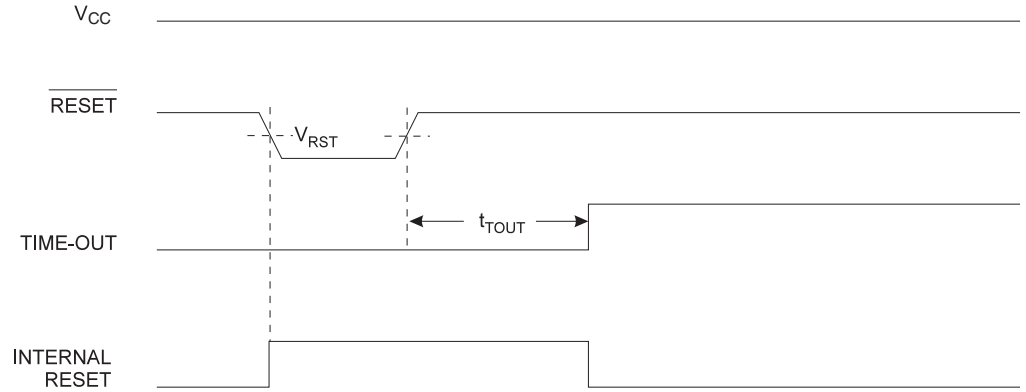 VCC
RESET
VRST
tTOUT
TIME-OUT
INTERNAL
RESET